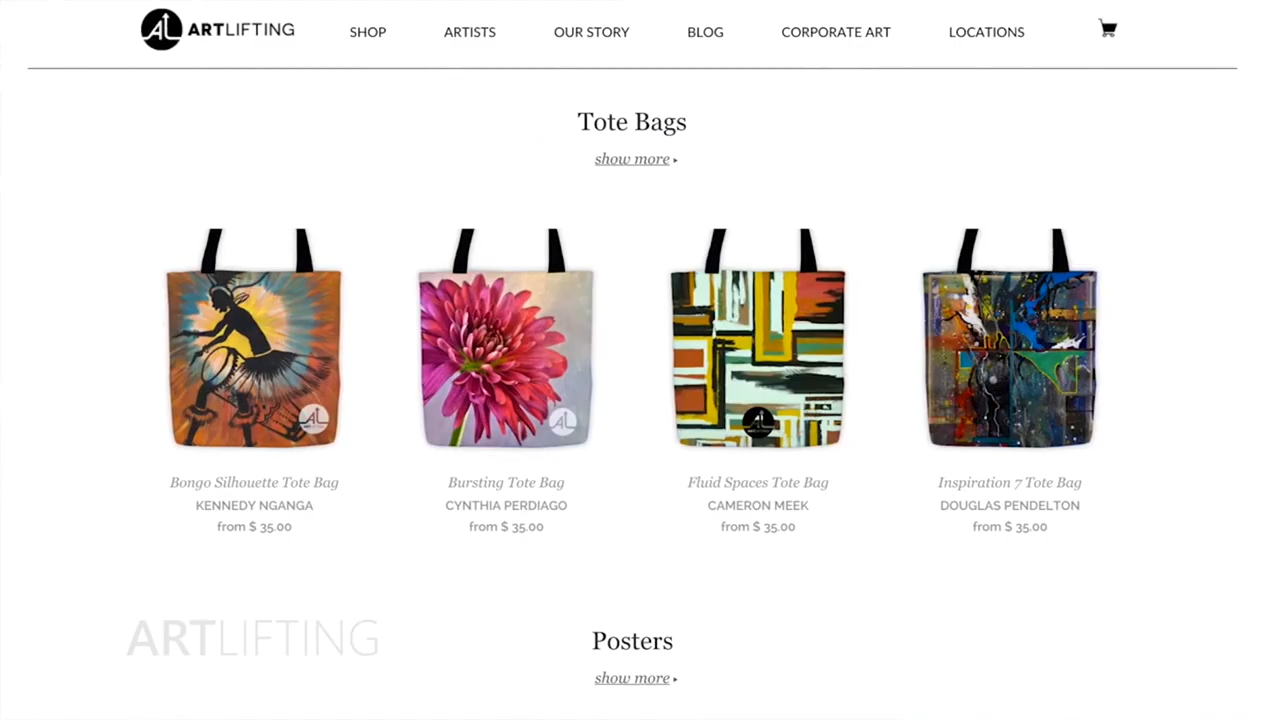 ARTLIFTING
SHOP
ARTISTS
OUR STORY
BLOG
CORPORATE ART
LOCATIONS
Tote Bags
show more ▸
Bongo Silhouette Tote Bag
KENNEDY NGANGA
from $ 35.00
Bursting Tote Bag
CYNTHIA PERDIAGO
from $ 35.00
Fluid Spaces Tote Bag
CAMERON MEEK
from $ 35.00
Inspiration 7 Tote Bag
DOUGLAS PENDELTON
from $ 35.00
ARTLIFTING
Posters
show more ▸